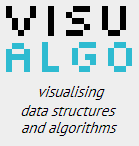 VISU
ALGO
visualising
data structures
and algorithms